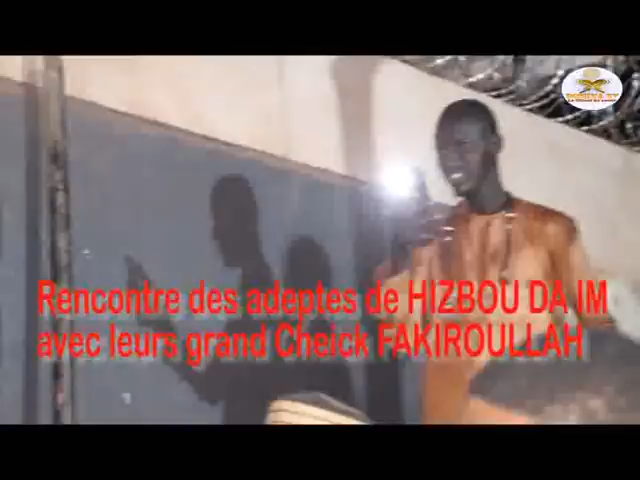 Rencontre des adeptes de HIZBOU DA IM
avec leurs grand Cheick FAKIROULLAH